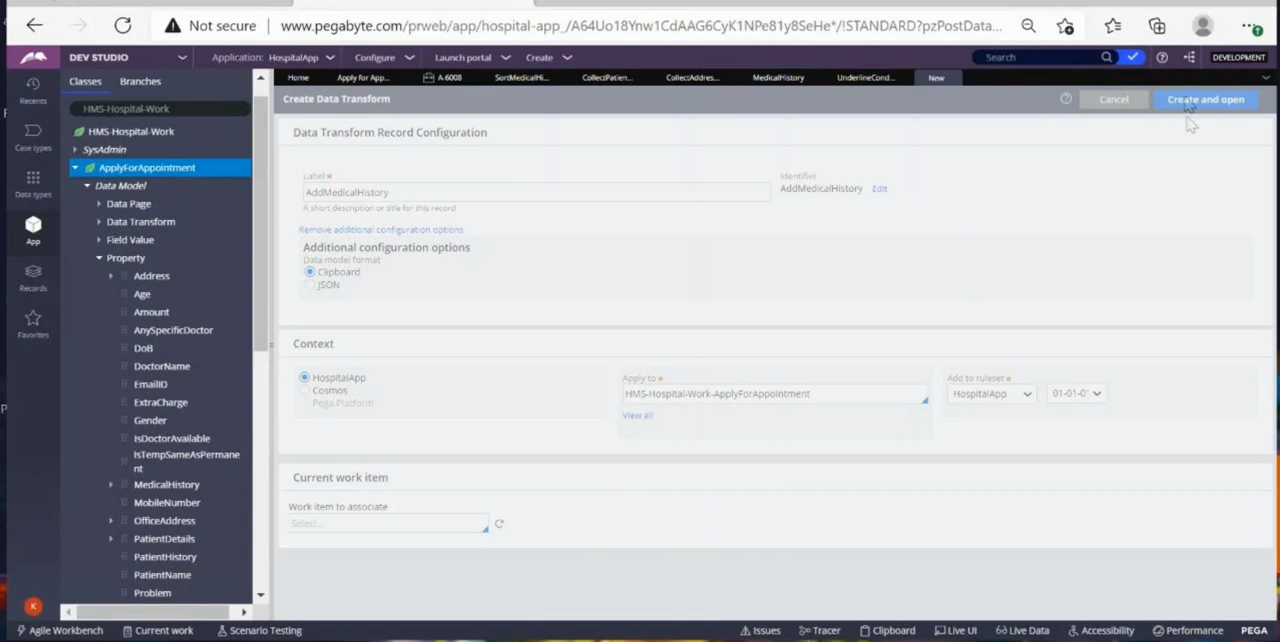 Not secure
www.pegabyte.com/prweb/app/hospital-app_/A64Uo18Ynw1CdAAG6CyK1NPe81y8SeHe*/!STANDARD?pzPostData...
DEV STUDIO
Application: HospitalApp
Configure
Launch portal
Create
Search
DEVELOPMENT
Recents
Case types
Data types
App
Records
Favorites
K
Classes
Branches
HMS-Hospital-Work
HMS-Hospital-Work
SysAdmin
ApplyForAppointment
Data Model
Data Page
Data Transform
Field Value
Property
Address
Age
Amount
AnySpecificDoctor
DoB
DoctorName
EmailID
ExtraCharge
Gender
IsDoctorAvailable
IsTempSameAsPermane
nt
MedicalHistory
MobileNumber
OfficeAddress
PatientDetails
PatientHistory
PatientName
Problem
Home
Apply for App...
A-6008
SortMedicalHi...
CollectPatien...
CollectAddres...
MedicalHistory
UnderlineCond...
New
Create Data Transform
Cancel
Create and open
Data Transform Record Configuration
Label
Identifier
AddMedicalHistory
AddMedicalHistory Edit
A short description or title for this record
Remove additional configuration options
Additional configuration options
Data model format
Clipboard
JSON
Context
HospitalApp
Cosmos
Pega Platform
Apply to
HMS-Hospital-Work-ApplyForAppointment
View all
Add to ruleset
HospitalApp
01-01-0
Current work item
Work item to associate
Select...
Agile Workbench
Current work
Scenario Testing
Issues
Tracer
Clipboard
Live UI
Live Data
Accessibility
Performance
PEGA